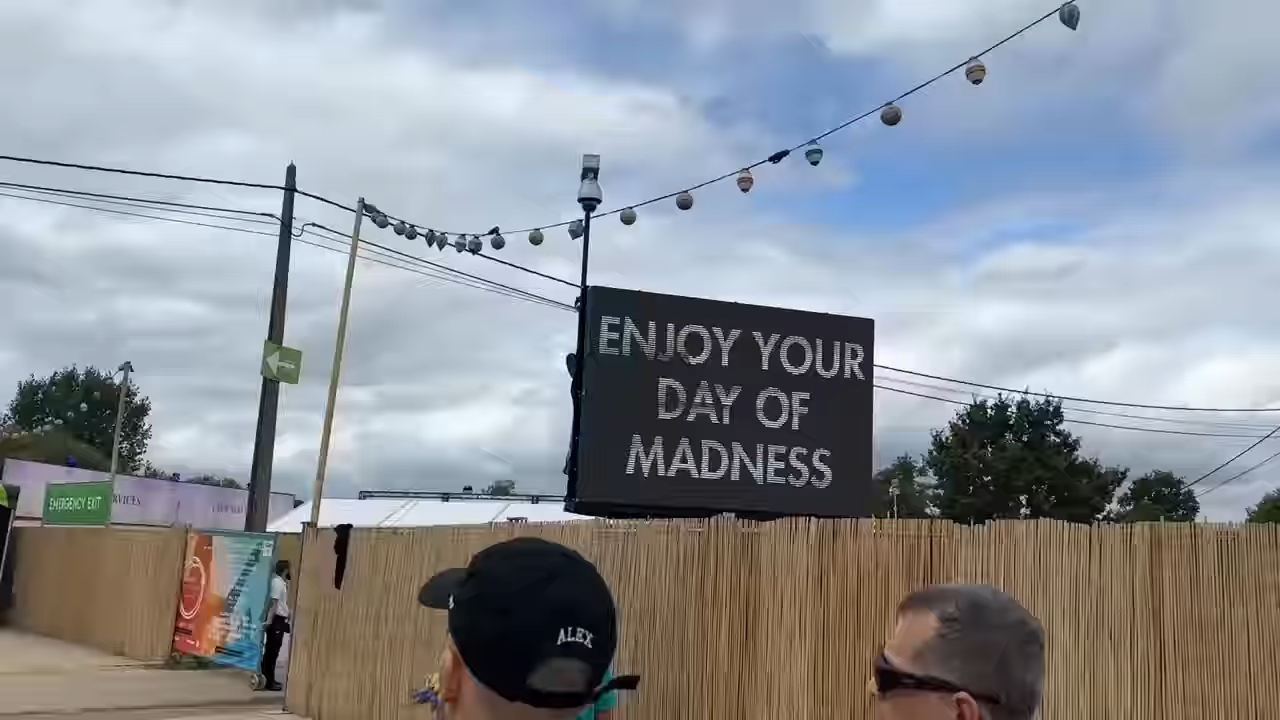 ENJOY YOUR
DAY OF
MADNESS
EMERGENCY EXIT
ALEX